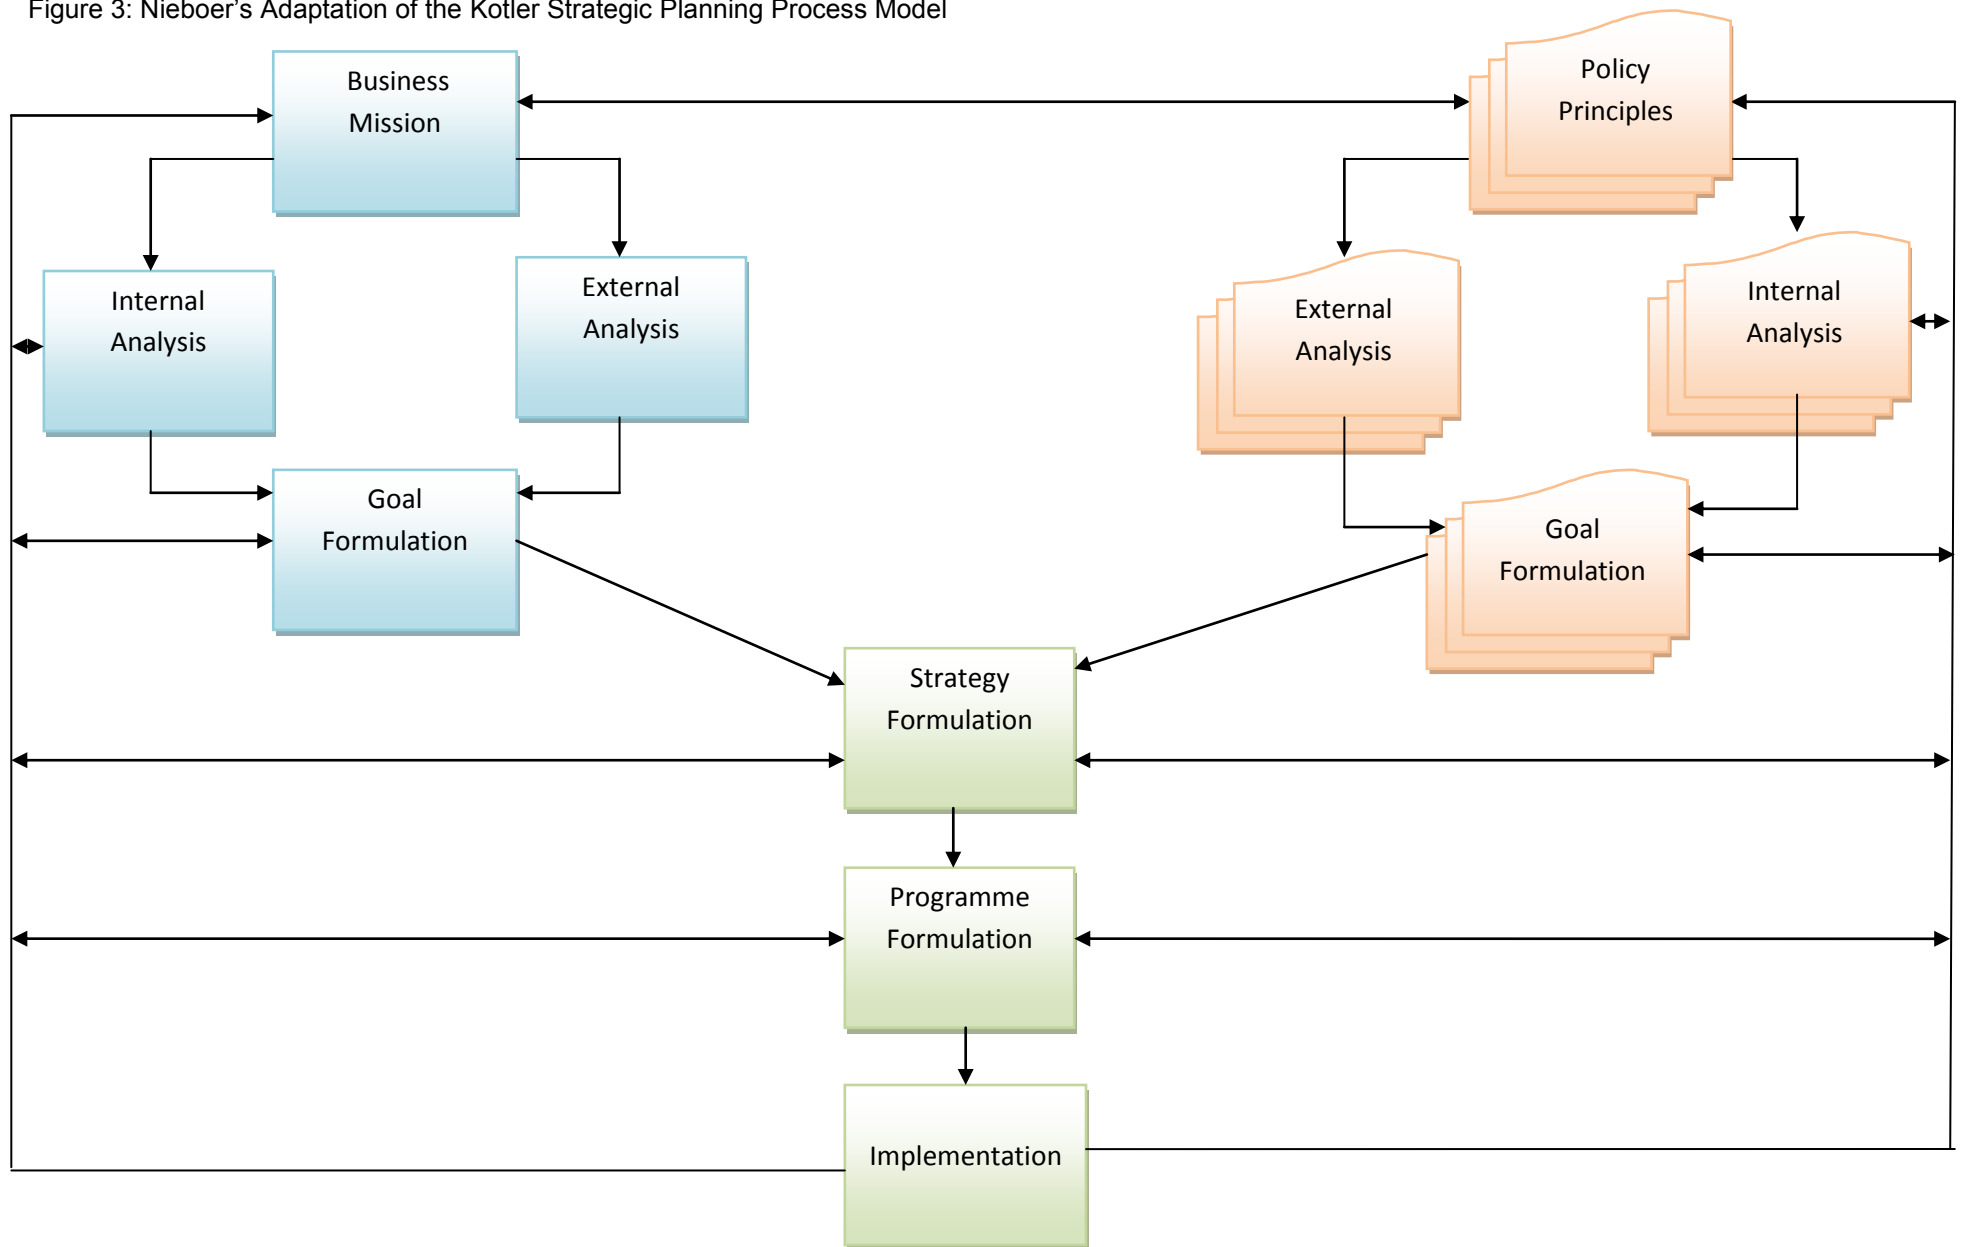 Figure 3: Nieboer’s Adaptation of the Kotler Strategic Planning Process Model
Business
Mission
Policy
Principles
Internal
Analysis
External
Analysis
External
Analysis
Internal
Analysis
Goal
Formulation
Goal
Formulation
Strategy
Formulation
Programme
Formulation
Implementation